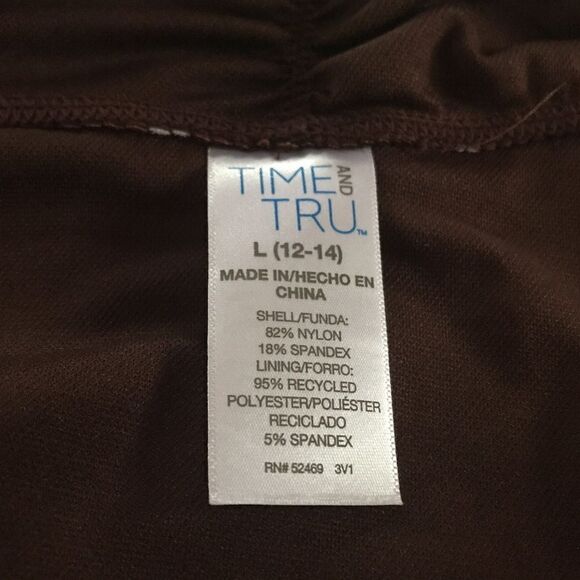 TIME AND
TRU™
L (12-14)
MADE IN/HECHO EN
CHINA
SHELL/FUNDA:
82% NYLON
18% SPANDEX
LINING/FORRO:
95% RECYCLED
POLYESTER/POLIÉSTER
RECICLADO
5% SPANDEX
RN# 52469 3V1